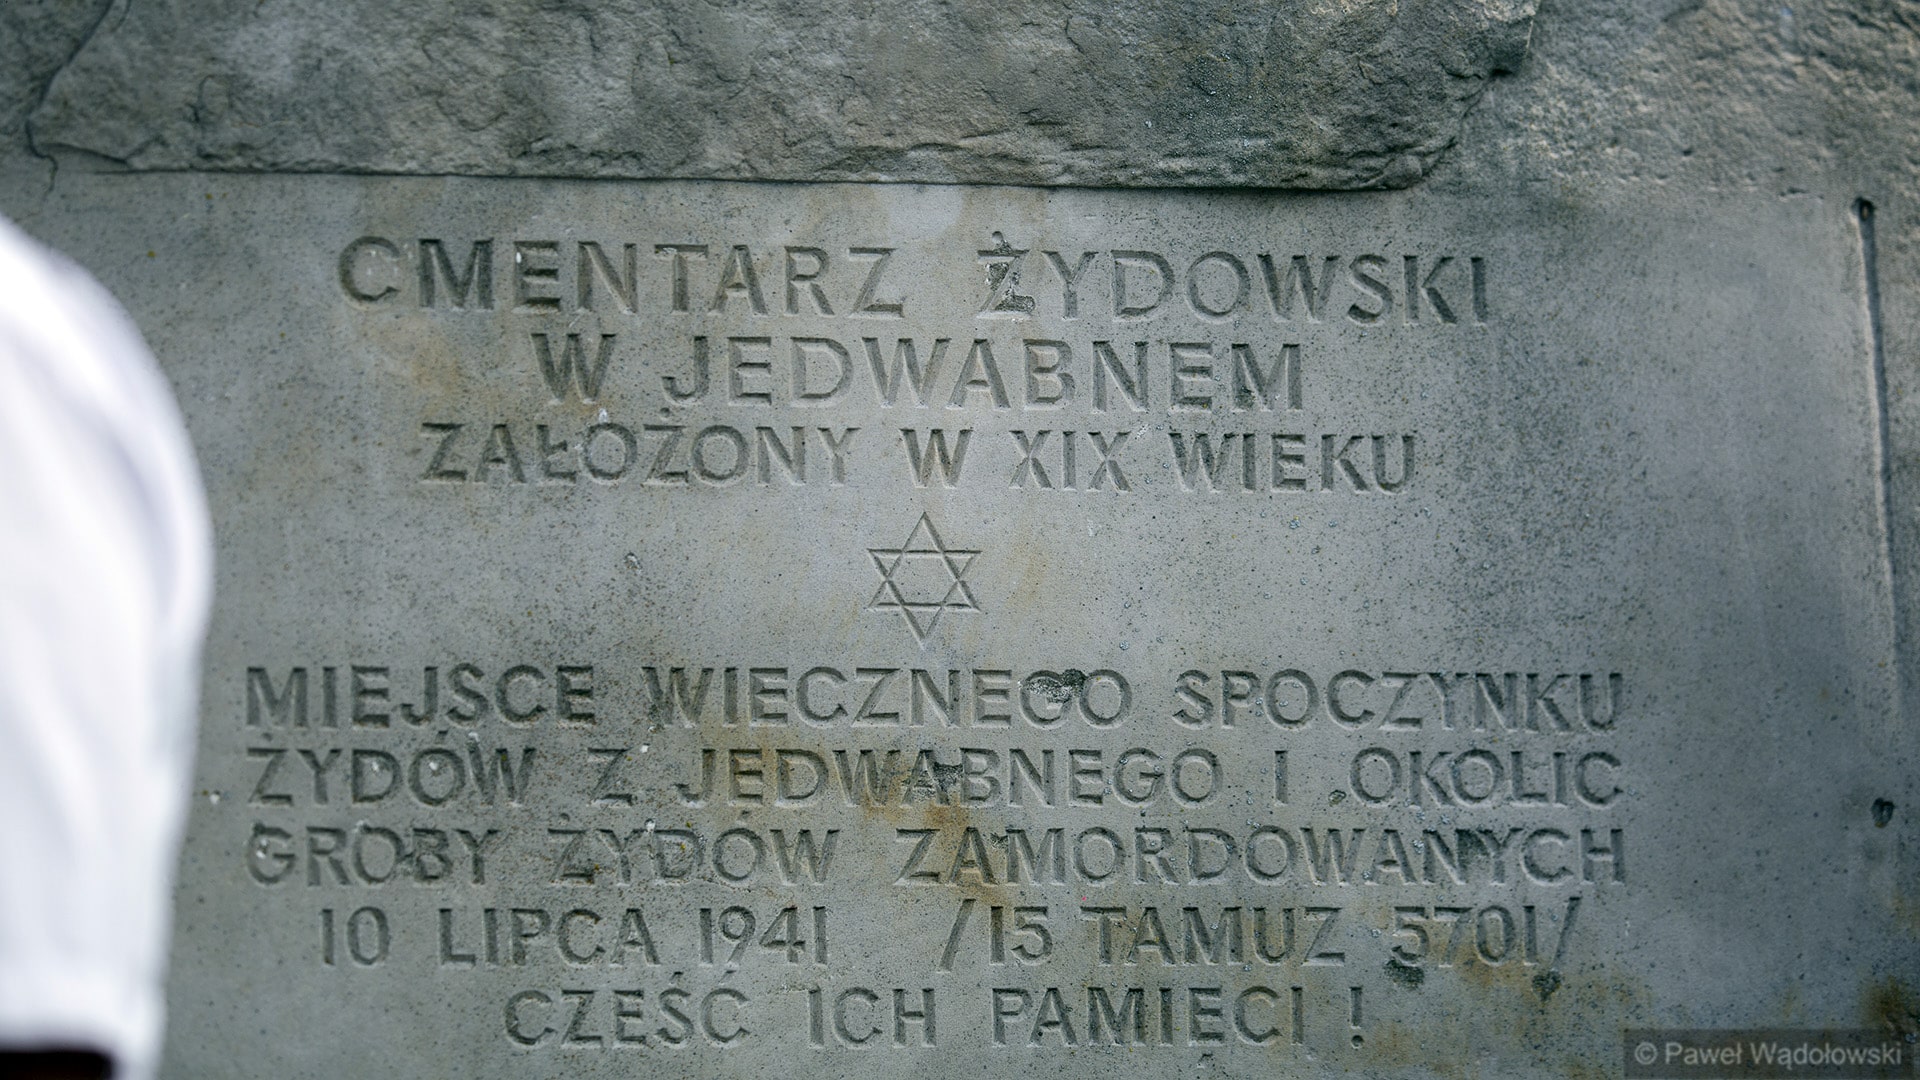 CMENTARZ ŻYDOWSKI
W JEDWABNEM
ZAŁOŻONY W XIX WIEKU
MIEJSCE WIECZNEGO SPOCZYNKU
ŻYDÓW Z JEDWABNEGO I OKOLIC
GROBY ŻYDÓW ZAMORDOWANYCH
10 LIPCA 1941 /15 TAMUZ 5701/
CZEŚĆ ICH PAMIĘCI !
© Paweł Wądołowski